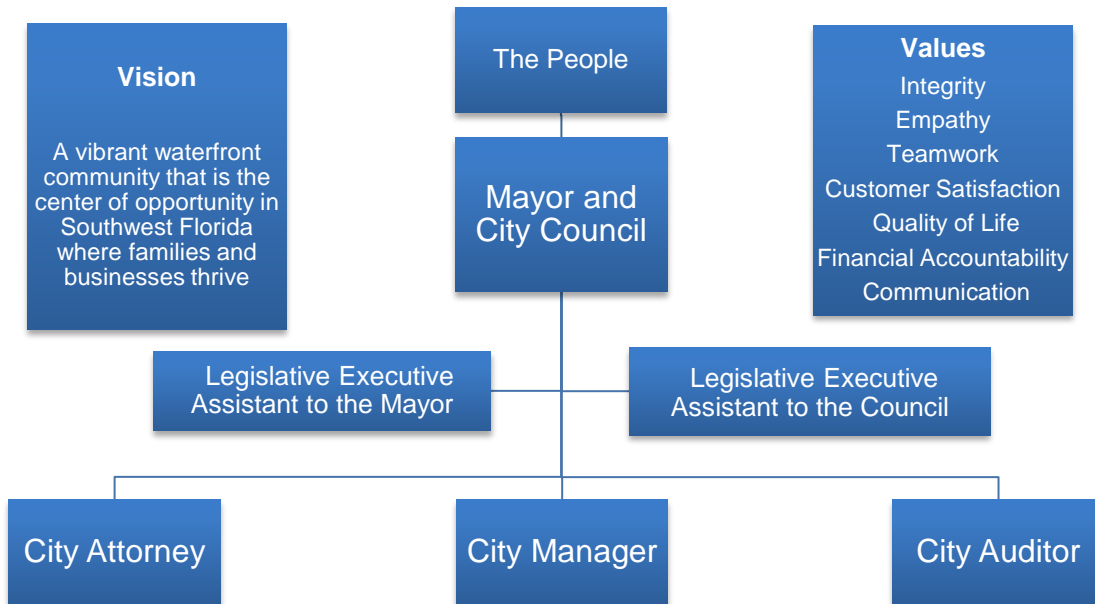 Vision
A vibrant waterfront
community that is the
center of opportunity in
Southwest Florida
where families and
businesses thrive
The People
Mayor and
City Council
Values
Integrity
Empathy
Teamwork
Customer Satisfaction
Quality of Life
Financial Accountability
Communication
Legislative Executive
Assistant to the Mayor
Legislative Executive
Assistant to the Council
City Attorney
City Manager
City Auditor